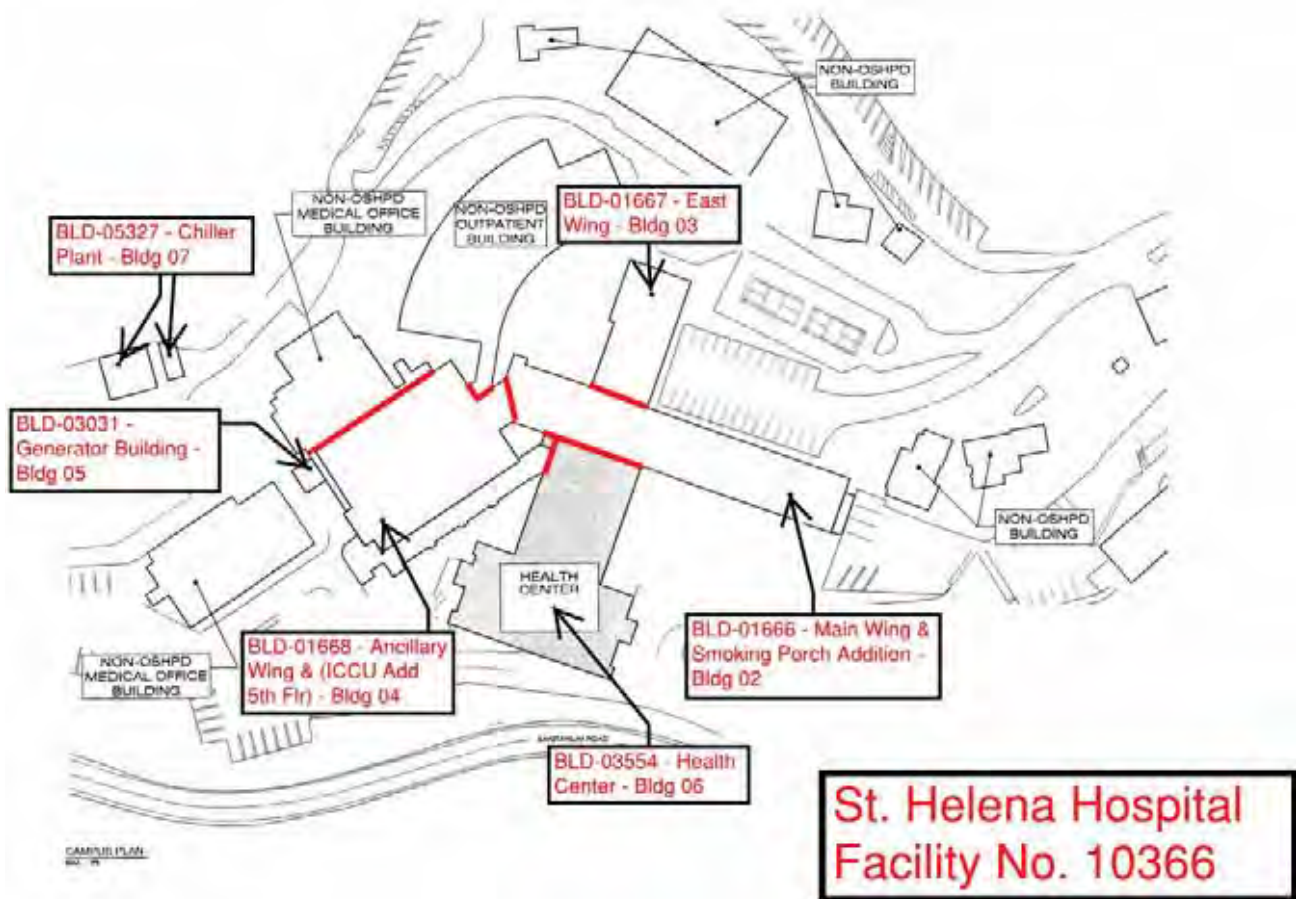 NON-OSHPD
BUILDING
NON-OSHPD
MEDICAL OFFICE
BUILDING
NON-OSHPD
OUTPATIENT
BUILDING
BLD-01667 - East
Wing - Bldg 03
BLD-05327 - Chiller
Plant - Bldg 07
BLD-03031 -
Generator Building -
Bldg 05
NON-OSHPD
BUILDING
HEALTH
CENTER
BLD-01666 - Main Wing &
Smoking Porch Addition -
Bldg 02
BLD-01668 - Ancillary
Wing & (ICCU Add
5th Flr) - Bldg 04
NON-OSHPD
MEDICAL OFFICE
BUILDING
SANITARIUM ROAD
BLD-03554 - Health
Center - Bldg 06
St. Helena Hospital
Facility No. 10366
CAMPUS PLAN